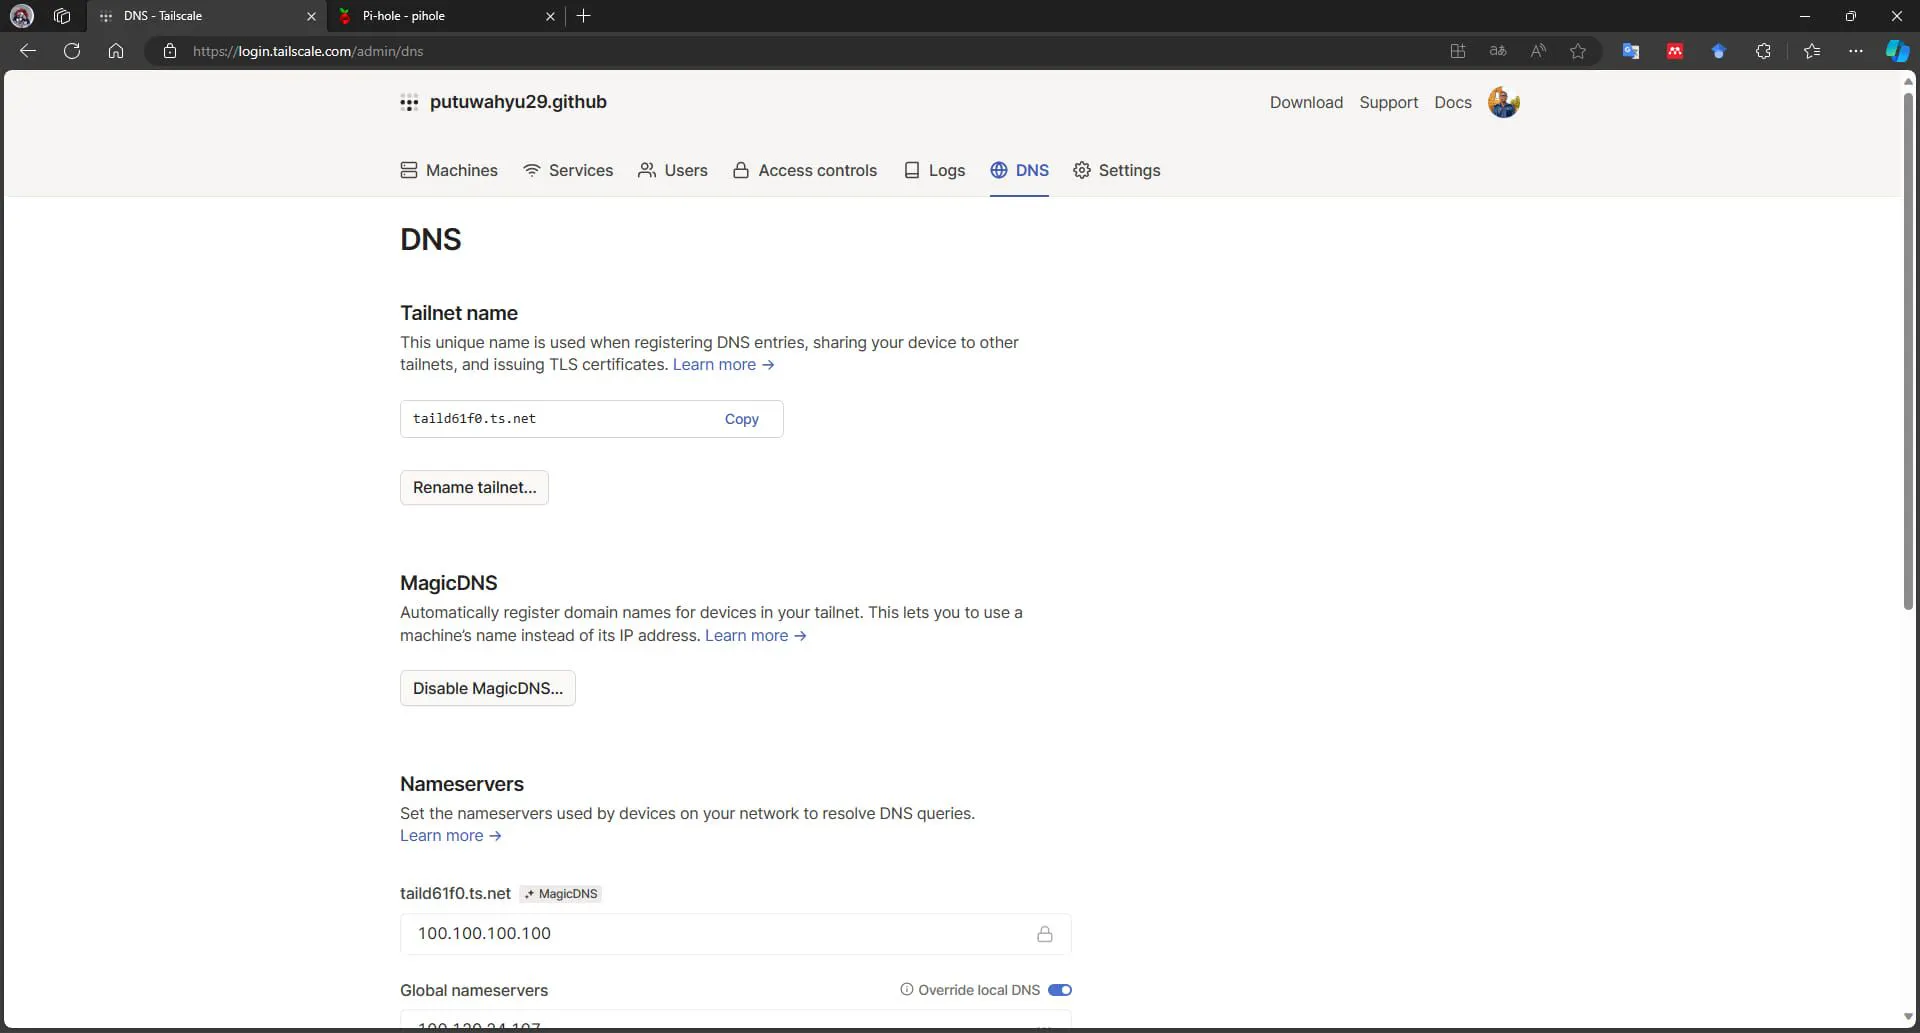 DNS - Tailscale
Pi-hole - pihole
https://login.tailscale.com/admin/dns
putuwahyu29.github
Download Support Docs
Machines Services Users Access controls Logs DNS Settings
DNS
Tailnet name
This unique name is used when registering DNS entries, sharing your device to other
tailnets, and issuing TLS certificates. Learn more →
taild61f0.ts.net Copy
Rename tailnet...
MagicDNS
Automatically register domain names for devices in your tailnet. This lets you to use a
machine's name instead of its IP address. Learn more →
Disable MagicDNS...
Nameservers
Set the nameservers used by devices on your network to resolve DNS queries.
Learn more →
taild61f0.ts.net MagicDNS
100.100.100.100
Global nameservers Override local DNS